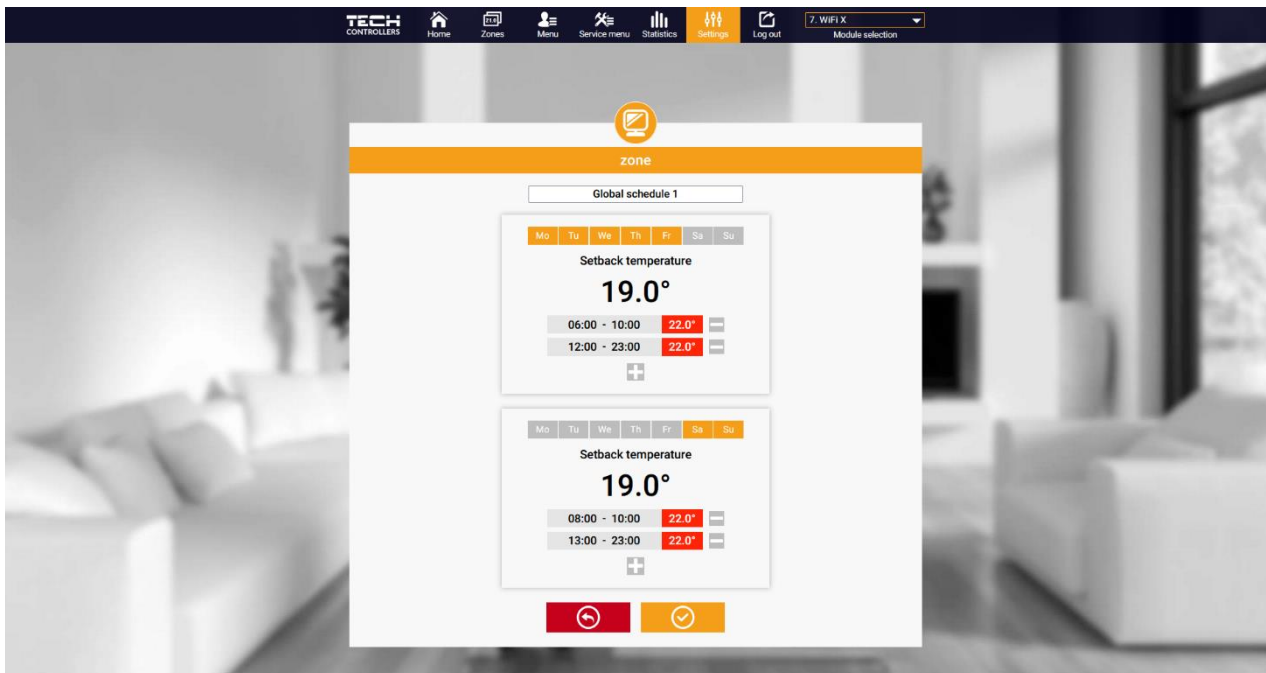 TECH
CONTROLLERS
Home
21.0
Zones
Menu
Service menu
Statistics
Settings
Log out
7. WiFi X
Module selection
zone
Global schedule 1
Mo Tu We Th Fr Sa Su
Setback temperature
19.0°
06:00 - 10:00 22.0°
12:00 - 23:00 22.0°
Mo Tu We Th Fr Sa Su
Setback temperature
19.0°
08:00 - 10:00 22.0°
13:00 - 23:00 22.0°